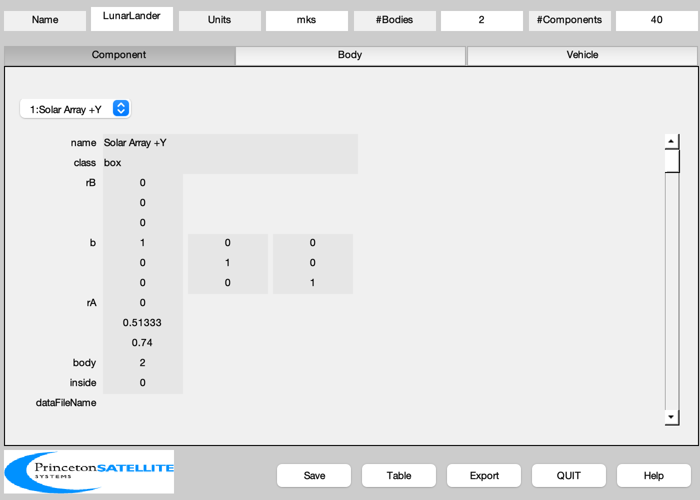 Name LunarLander Units mks #Bodies 2 #Components 40
Component Body Vehicle
1:Solar Array +Y
name Solar Array +Y
class box
rB 0
0
0
b 1 0 0
0 1 0
0 0 1
rA 0
0.51333
0.74
body 2
inside 0
dataFileName
PrincetonSATELLITE
SYSTEMS
Save Table Export QUIT Help